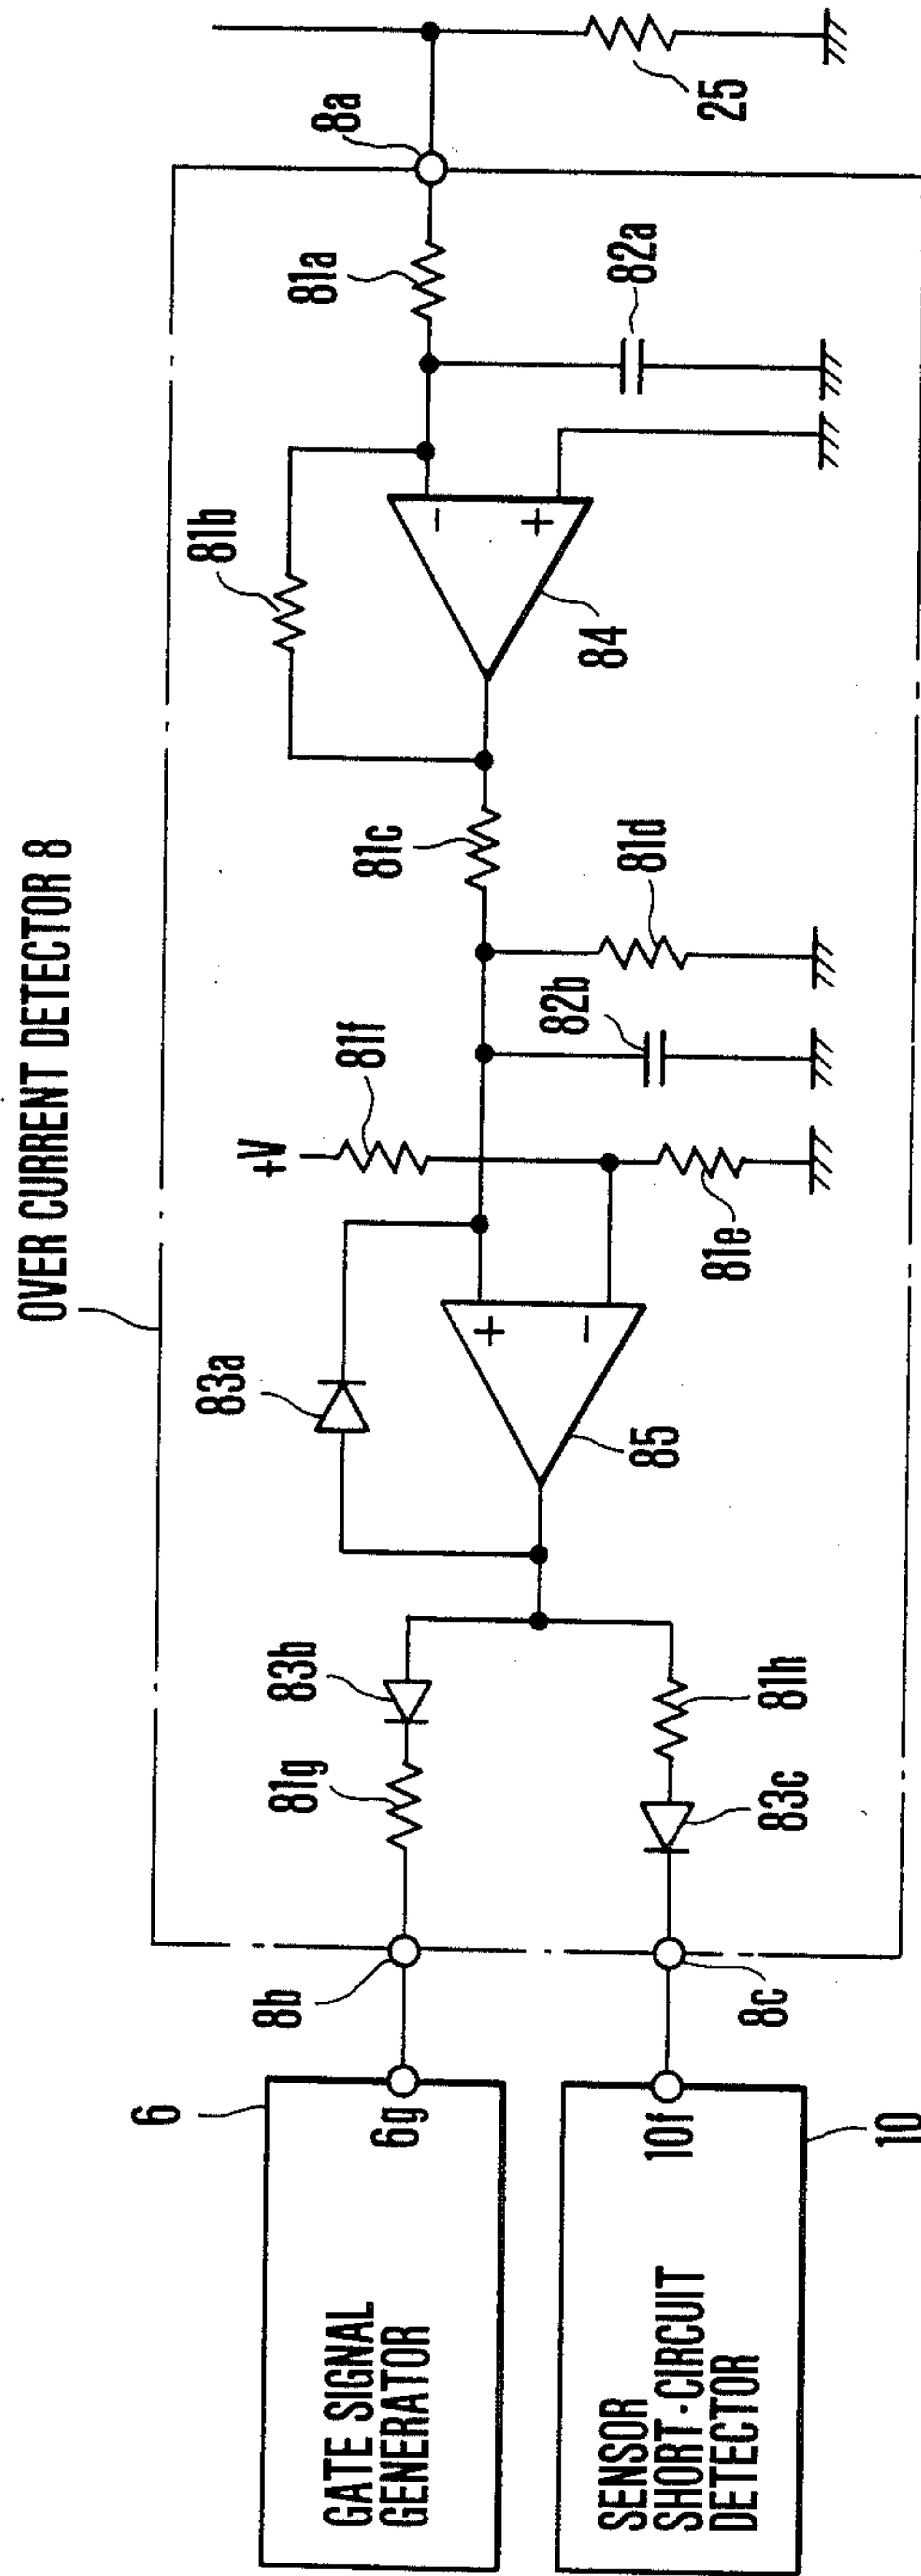 OVER CURRENT DETECTOR 8
6
GATE SIGNAL
GENERATOR
6g
8b
81g
83b
83a
+V
81f
82b
81c
81b
81a
8a
25
82a
84
81d
81e
85
81h
83c
8c
10f
SENSOR
SHORT-CIRCUIT
DETECTOR
10
+
−
−
+